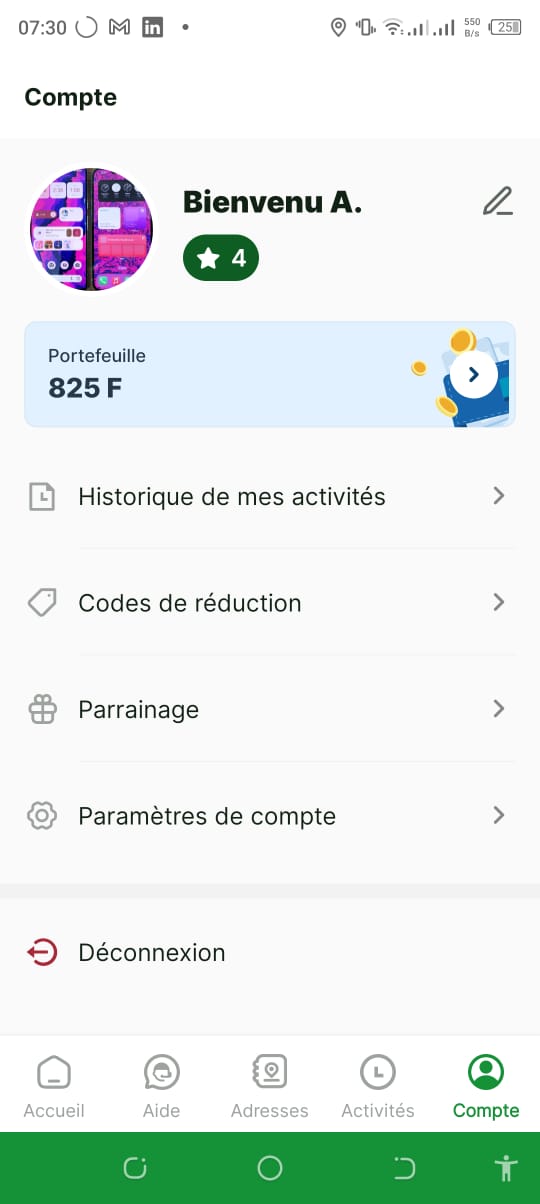 07:30
550
B/s
25
Compte
Bienvenu A.
4
Portefeuille
825 F
Historique de mes activités
Codes de réduction
Parrainage
Paramètres de compte
Déconnexion
Accueil
Aide
Adresses
Activités
Compte